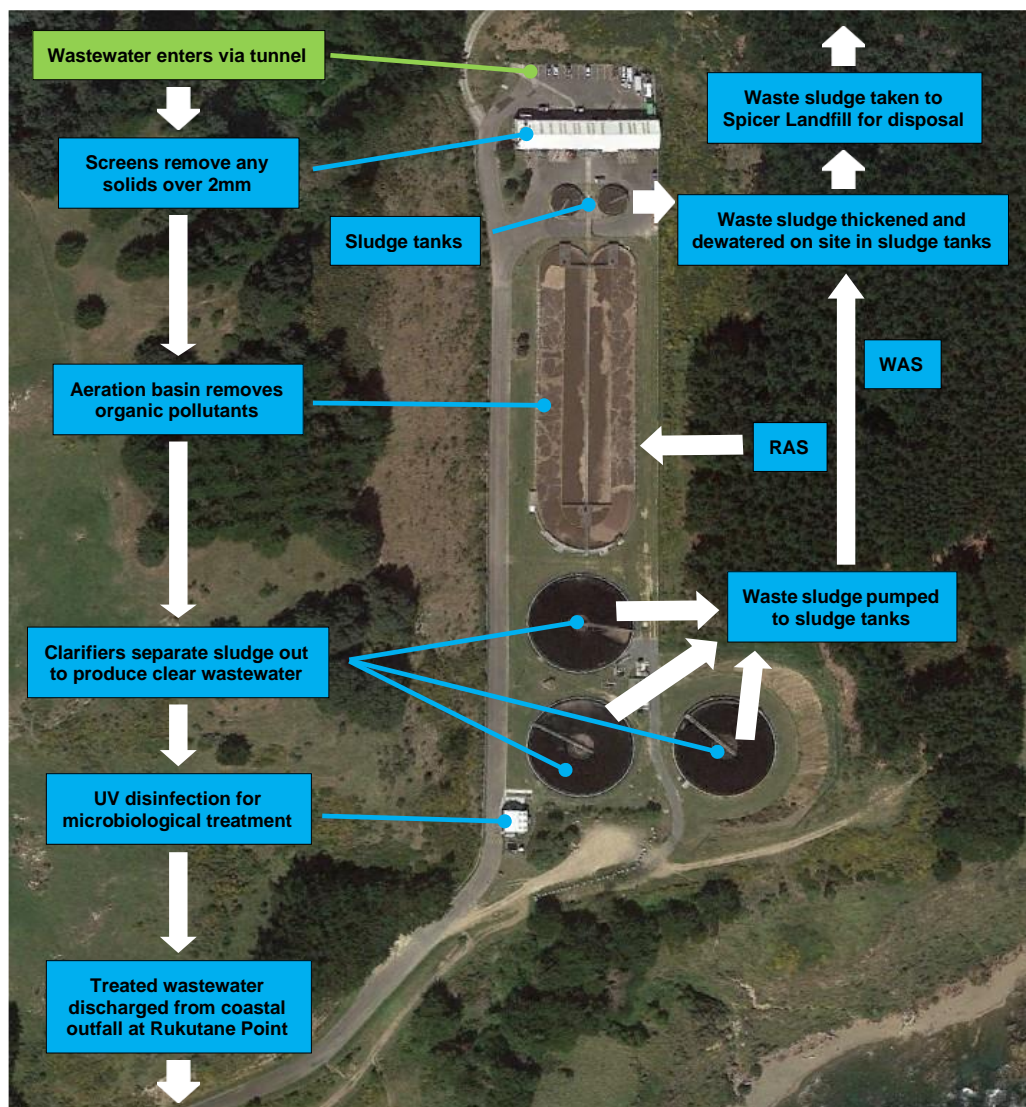 Wastewater enters via tunnel
Screens remove any
solids over 2mm
Sludge tanks
Aeration basin removes
organic pollutants
Clarifiers separate sludge out
to produce clear wastewater
UV disinfection for
microbiological treatment
Treated wastewater
discharged from coastal
outfall at Rukutane Point
Waste sludge taken to
Spicer Landfill for disposal
Waste sludge thickened and
dewatered on site in sludge tanks
WAS
RAS
Waste sludge pumped
to sludge tanks